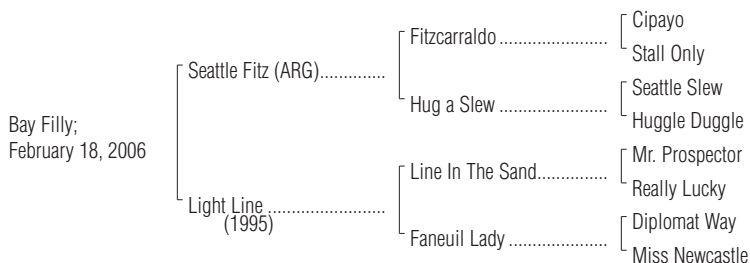 Bay Filly;
February 18, 2006
Seattle Fitz (ARG)..............
Light Line .........................
(1995)
Fitzcarraldo .......................
Hug a Slew .......................
Line In The Sand...............
Faneuil Lady .....................
Cipayo
Stall Only
Seattle Slew
Huggle Duggle
Mr. Prospector
Really Lucky
Diplomat Way
Miss Newcastle